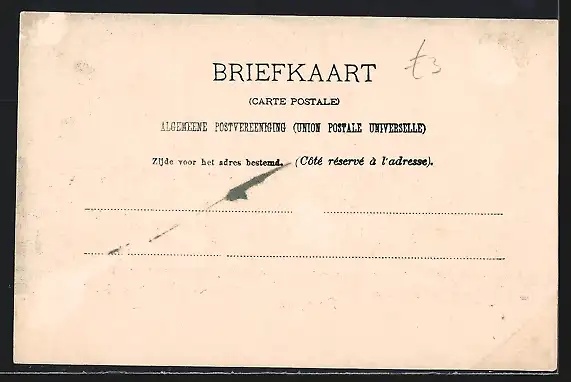 BRIEFKAART
(CARTE POSTALE)
ALGEMEENE POSTVEREENIGING (UNION POSTALE UNIVERSELLE)
Zijde voor het adres bestemd. (Côté réservé à l'adresse).